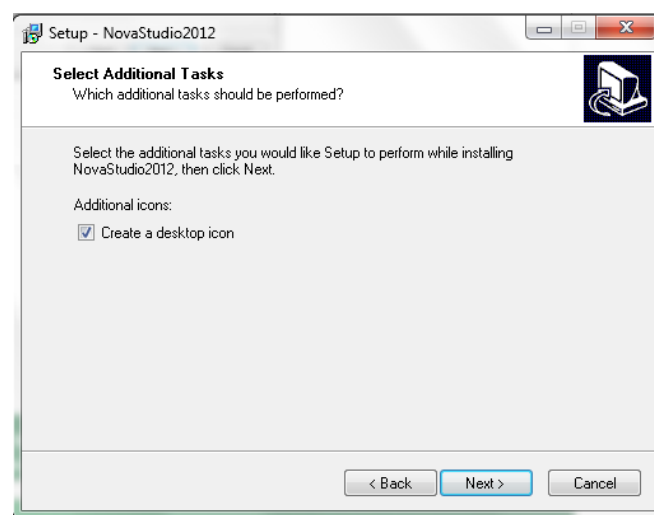 Setup - NovaStudio2012
Select Additional Tasks
Which additional tasks should be performed?
Select the additional tasks you would like Setup to perform while installing
NovaStudio2012, then click Next.
Additional icons:
Create a desktop icon
< Back
Next >
Cancel